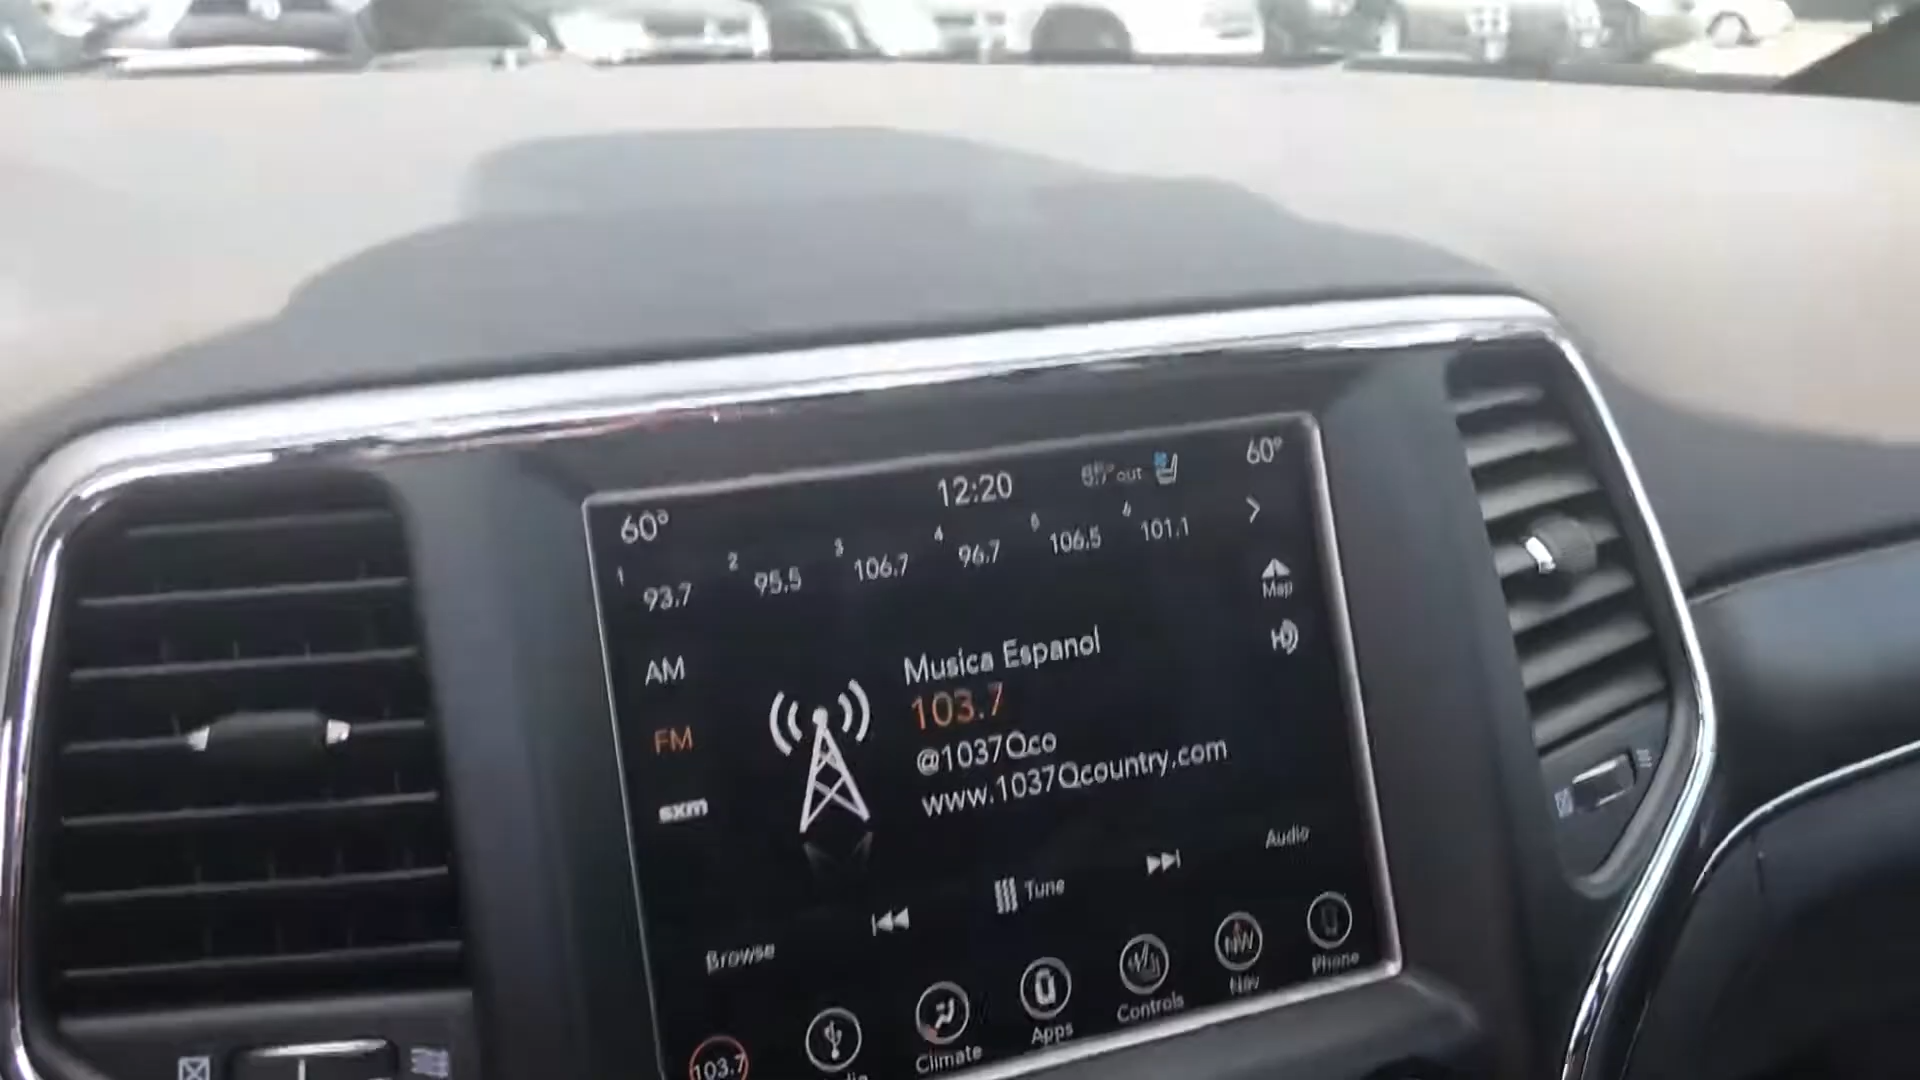 60° 12:20 out 60°
1 93.7 2 95.5 3 106.7 4 96.7 5 106.5 6 101.1
Map
AM
Musica Espanol
FM
103.7
@1037Qco
sxm
www.1037Qcountry.com
Audio
Tune
Browse
103.7 Climate Apps Controls NW Nav Phone